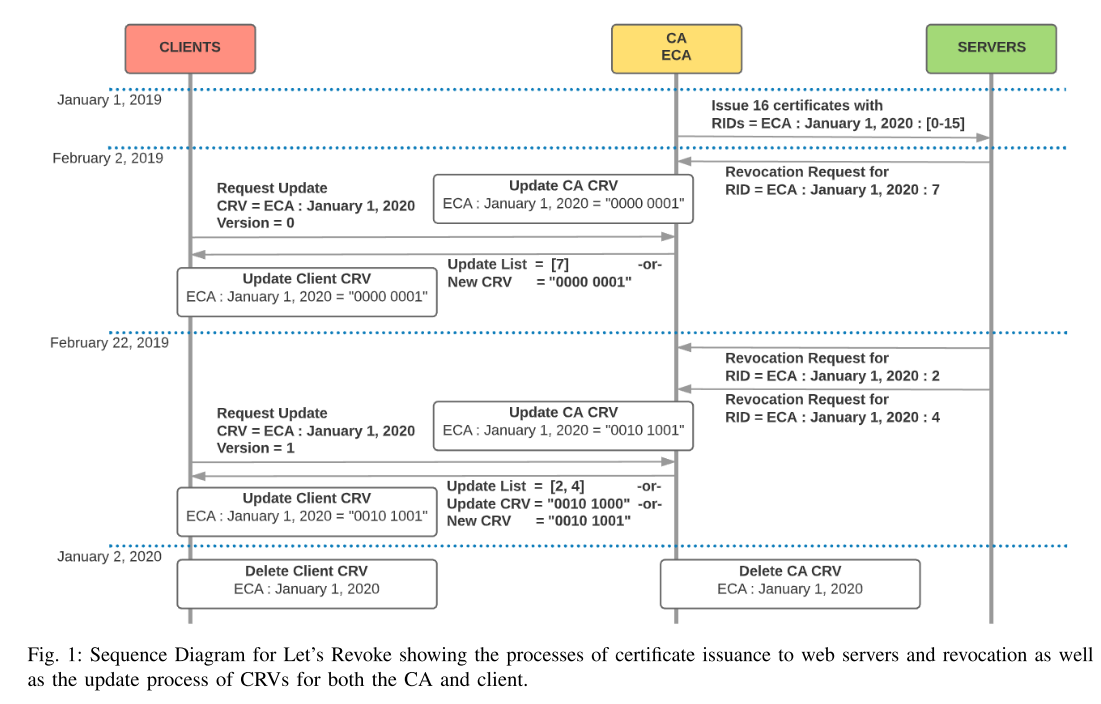 CLIENTS
CA
ECA
SERVERS
January 1, 2019
Issue 16 certificates with
RIDs = ECA : January 1, 2020 : [0-15]
February 2, 2019
Revocation Request for
RID = ECA : January 1, 2020 : 7
Update CA CRV
ECA : January 1, 2020 = "0000 0001"
Request Update
CRV = ECA : January 1, 2020
Version = 0
Update List = [7] -or-
New CRV = "0000 0001"
Update Client CRV
ECA : January 1, 2020 = "0000 0001"
February 22, 2019
Revocation Request for
RID = ECA : January 1, 2020 : 2
Revocation Request for
RID = ECA : January 1, 2020 : 4
Update CA CRV
ECA : January 1, 2020 = "0010 1001"
Request Update
CRV = ECA : January 1, 2020
Version = 1
Update List = [2, 4] -or-
Update CRV = "0010 1000" -or-
New CRV = "0010 1001"
Update Client CRV
ECA : January 1, 2020 = "0010 1001"
January 2, 2020
Delete Client CRV
ECA : January 1, 2020
Delete CA CRV
ECA : January 1, 2020
Fig. 1: Sequence Diagram for Let's Revoke showing the processes of certificate issuance to web servers and revocation as well
as the update process of CRVs for both the CA and client.